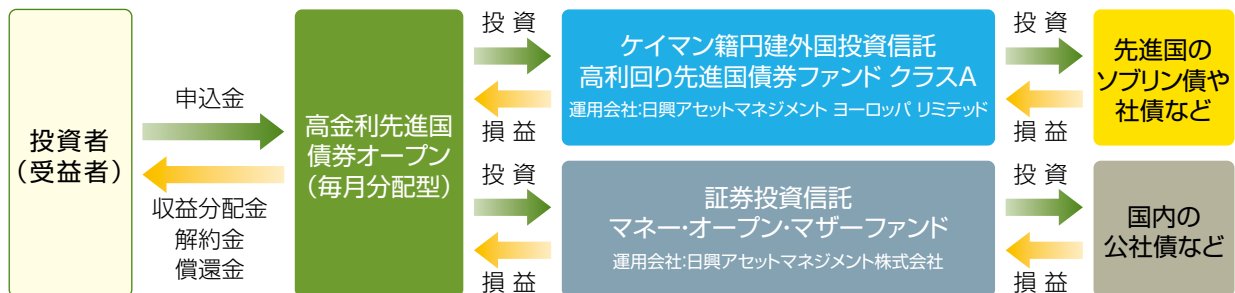 投資者
（受益者）
申込金
収益分配金
解約金
償還金
高金利先進国
債券オープン
（毎月分配型）
投 資
損 益
ケイマン籍円建外国投資信託
高利回り先進国債券ファンド クラスA
運用会社:日興アセットマネジメント ヨーロッパ リミテッド
投 資
損 益
先進国の
ソブリン債や
社債など
投 資
損 益
証券投資信託
マネー・オープン・マザーファンド
運用会社:日興アセットマネジメント株式会社
投 資
損 益
国内の
公社債など